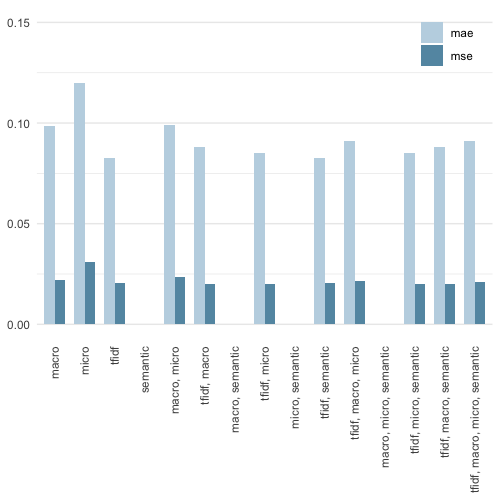 0.15
mae
mse
0.10
0.05
0.00
macro
micro
tfidf
semantic
macro, micro
tfidf, macro
macro, semantic
tfidf, micro
micro, semantic
tfidf, semantic
tfidf, macro, micro
macro, micro, semantic
tfidf, micro, semantic
tfidf, macro, semantic
tfidf, macro, micro, semantic